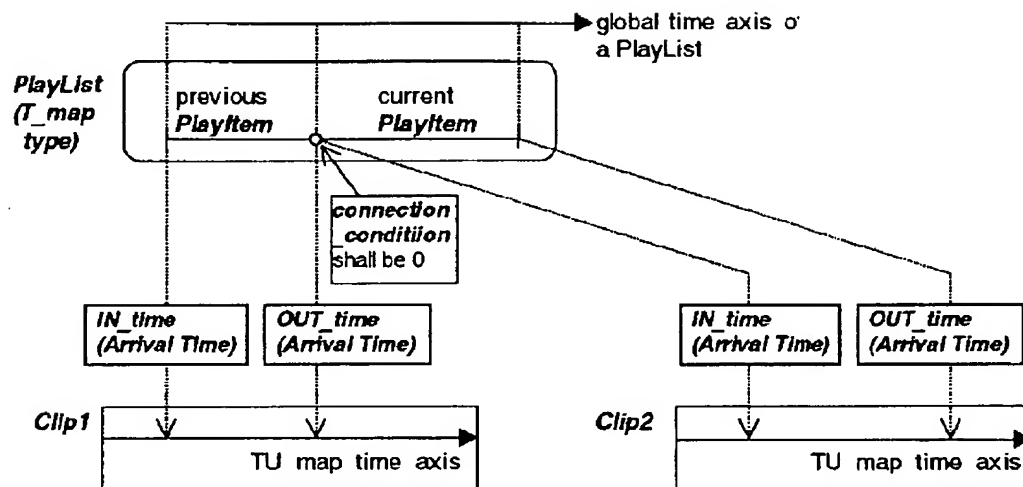 global time axis o
a PlayList
PlayList
(T_map
type)
previous
PlayItem
current
PlayItem
connection
_conditiion
shall be 0
IN_time
(Arrival Time)
OUT_time
(Arrival Time)
IN_time
(Arrival Time)
OUT_time
(Arrival Time)
Clip1
TU map time axis
Clip2
TU map time axis